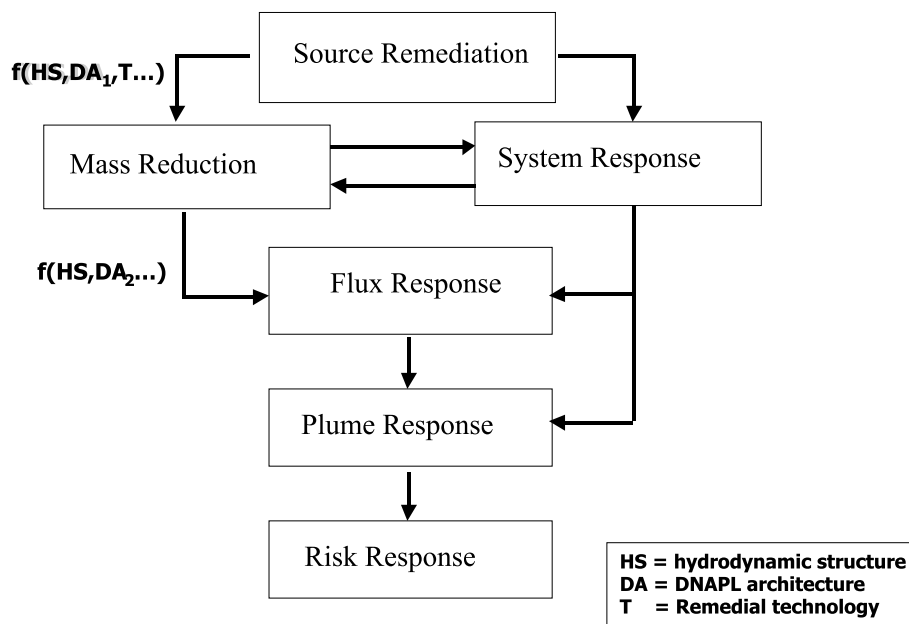 Source Remediation
f(HS,DA₁,T...)
Mass Reduction
System Response
f(HS,DA₂...)
Flux Response
Plume Response
Risk Response
HS = hydrodynamic structure
DA = DNAPL architecture
T = Remedial technology